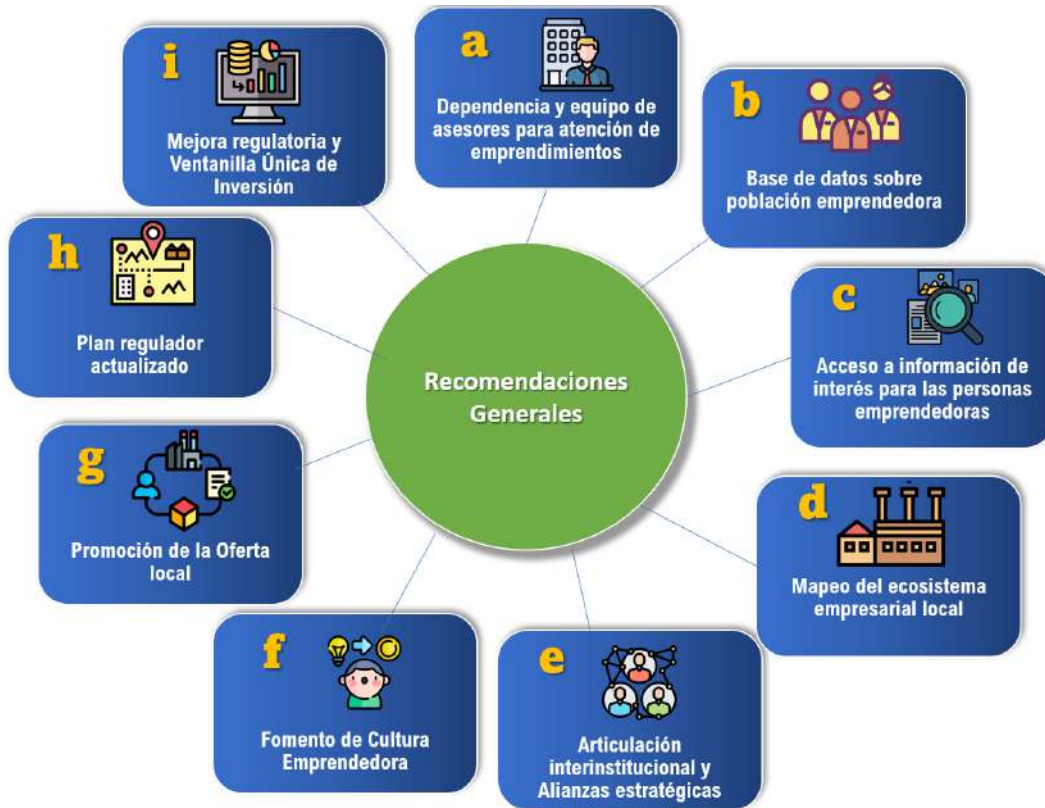 Recomendaciones
Generales
a
Dependencia y equipo de
asesores para atención de
emprendimientos
b
Base de datos sobre
población emprendedora
c
Acceso a información de
interés para las personas
emprendedoras
d
Mapeo del ecosistema
empresarial local
e
Articulación
interinstitucional y
Alianzas estratégicas
f
Fomento de Cultura
Emprendedora
g
Promoción de la Oferta
local
h
Plan regulador
actualizado
i
Mejora regulatoria y
Ventanilla Única de
Inversión